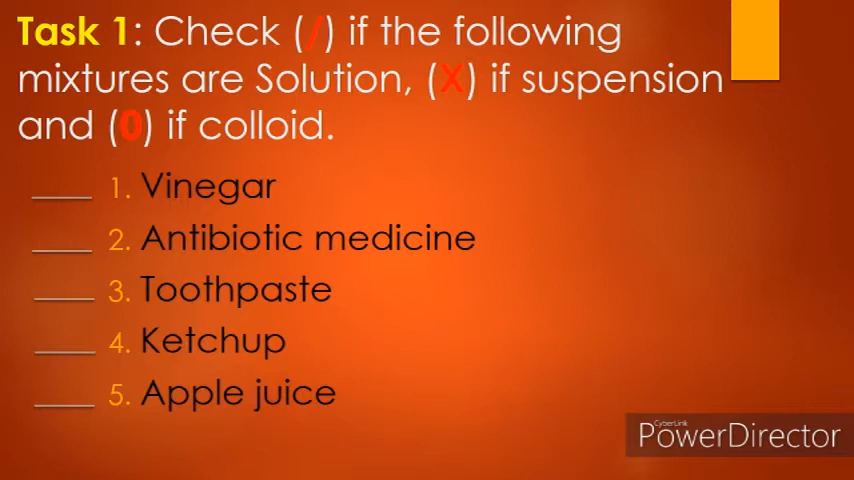 Task 1: Check (/) if the following
mixtures are Solution, (X) if suspension
and (0) if colloid.
____ 1. Vinegar
____ 2. Antibiotic medicine
____ 3. Toothpaste
____ 4. Ketchup
____ 5. Apple juice
CyberLink
PowerDirector